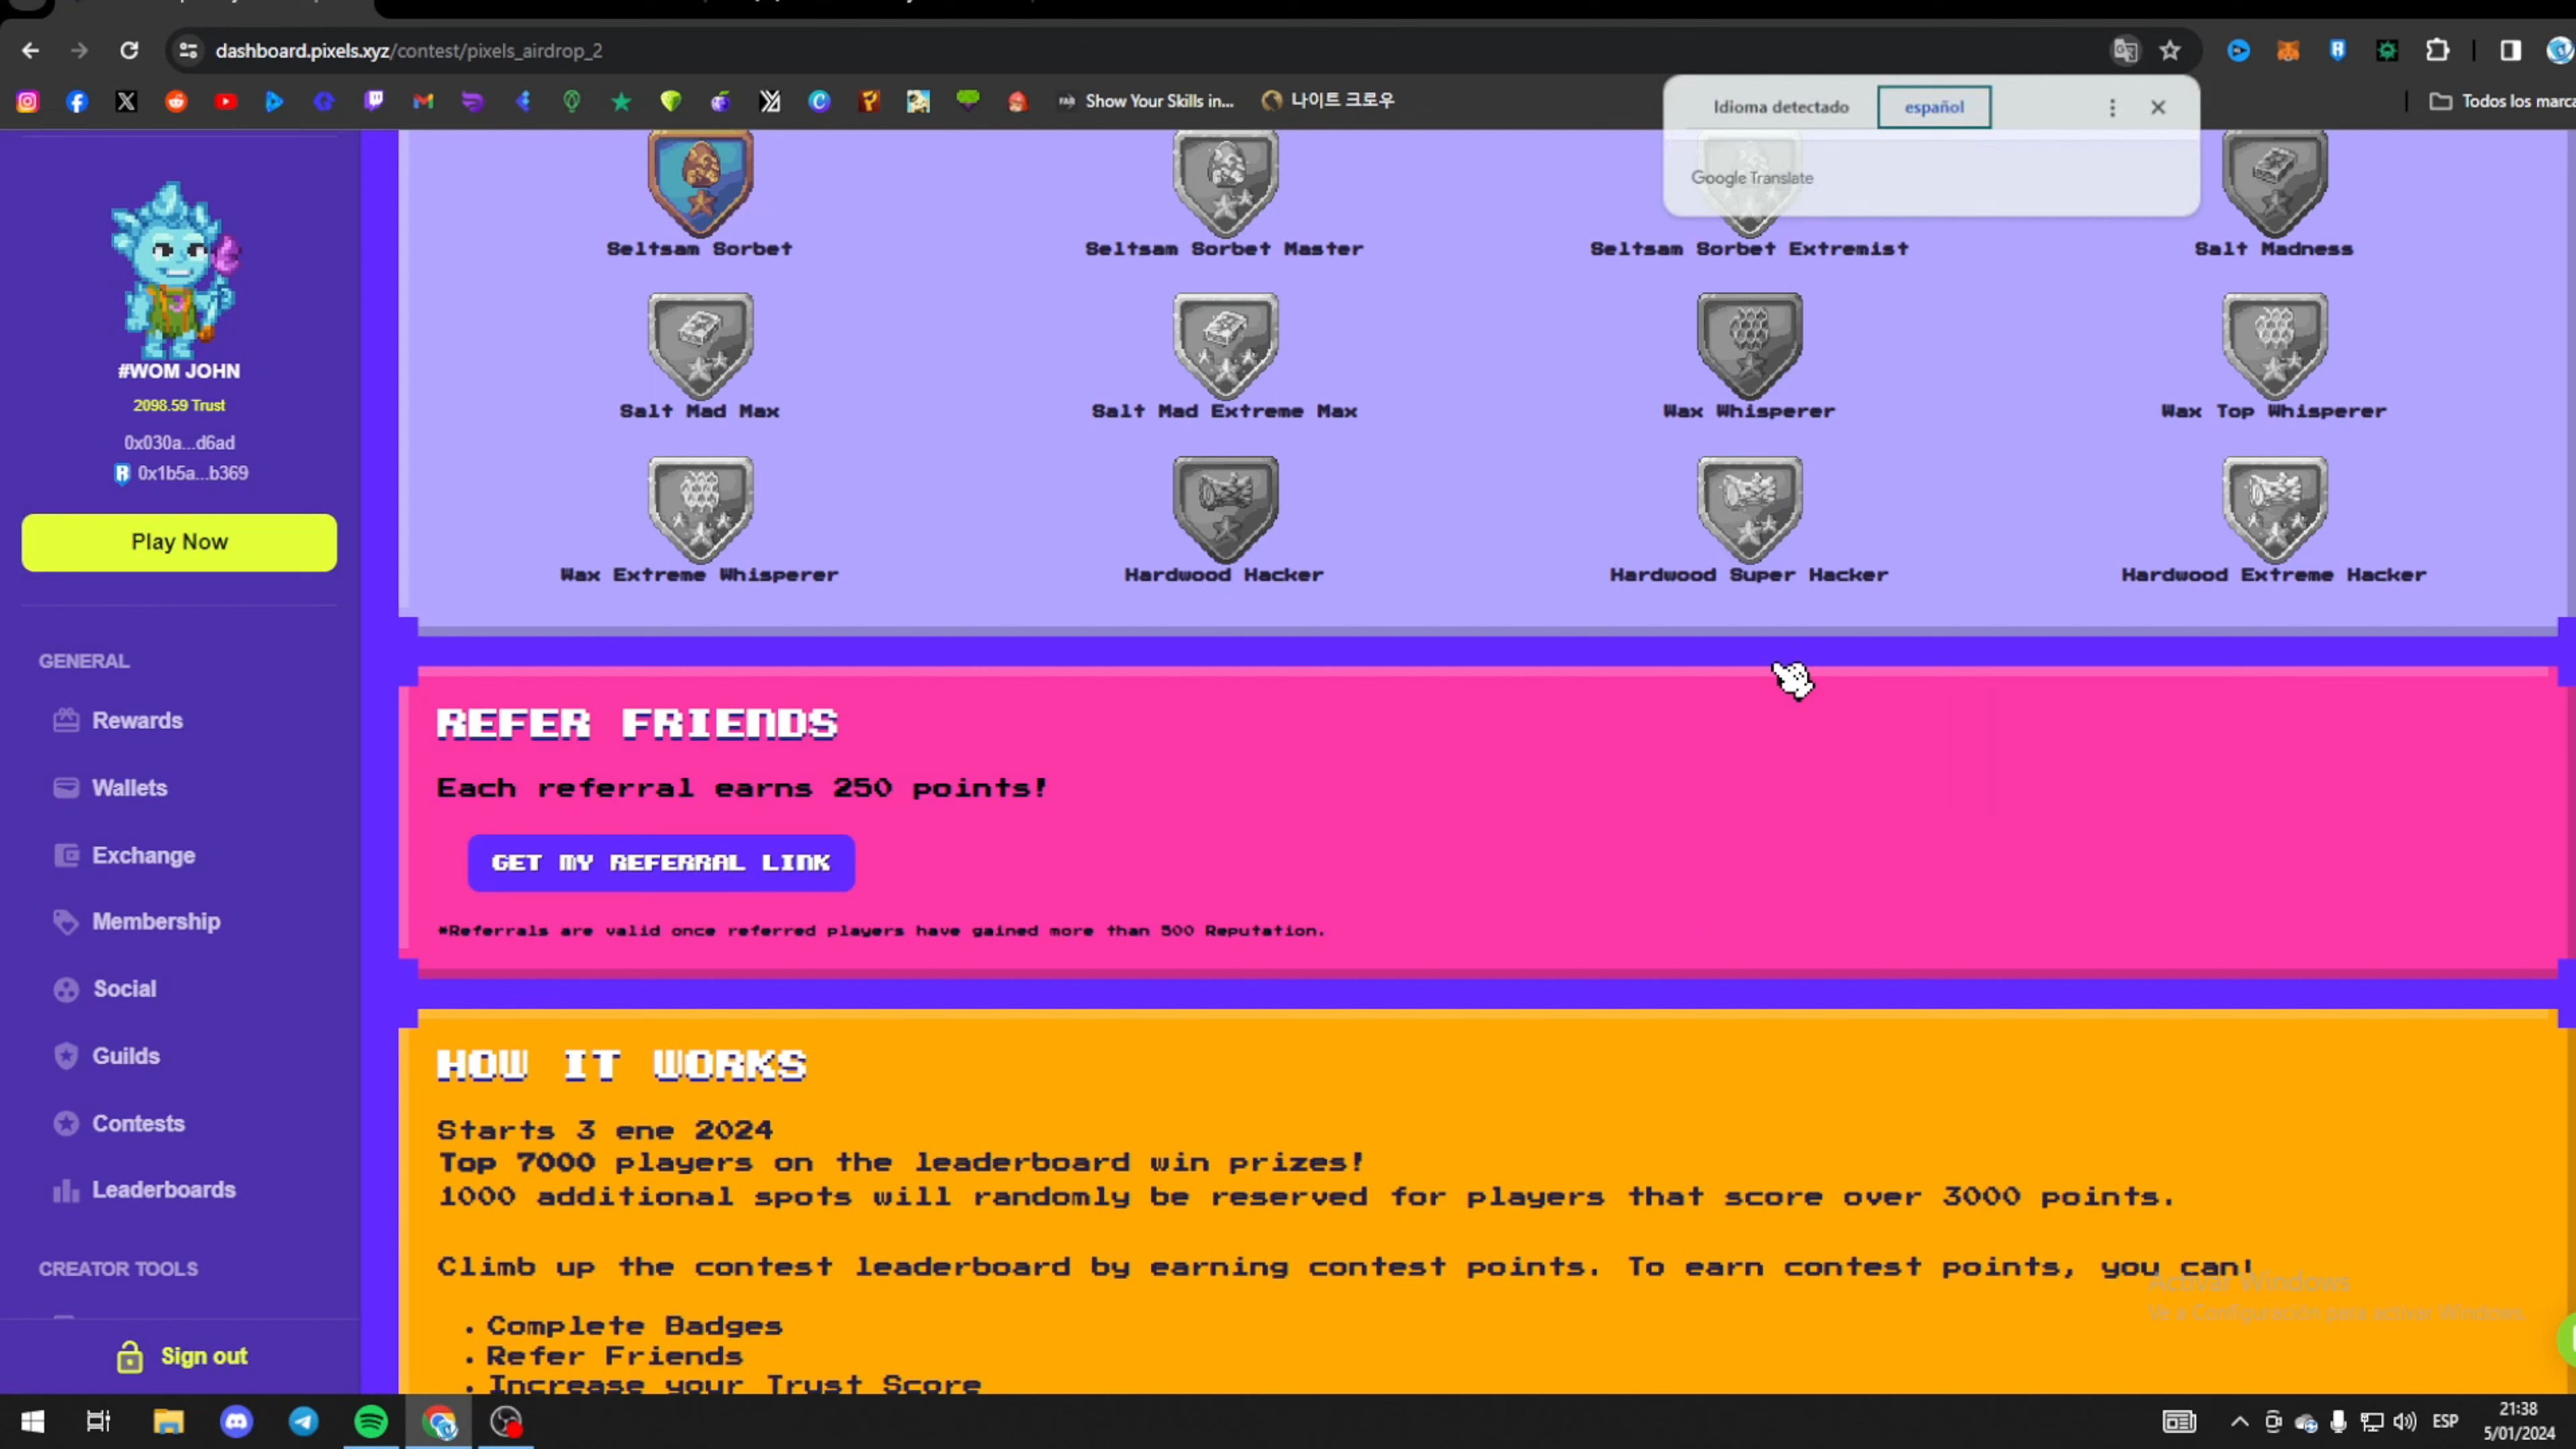 dashboard.pixels.xyz/contest/pixels_airdrop_2
Show Your Skills in...
나이트 크로우
Todos los marca
Idioma detectado
español
Google Translate
#WOM JOHN
2098.59 Trust
0x030a...d6ad
0x1b5a...b369
Play Now
GENERAL
Rewards
Wallets
Exchange
Membership
Social
Guilds
Contests
Leaderboards
CREATOR TOOLS
Sign out
Seltsam Sorbet
Seltsam Sorbet Master
Seltsam Sorbet Extremist
Salt Madness
Salt Mad Max
Salt Mad Extreme Max
Wax Whisperer
Wax Top Whisperer
Wax Extreme Whisperer
Hardwood Hacker
Hardwood Super Hacker
Hardwood Extreme Hacker
REFER FRIENDS
Each referral earns 250 points!
GET MY REFERRAL LINK
*Referrals are valid once referred players have gained more than 500 Reputation.
HOW IT WORKS
Starts 3 ene 2024
Top 7000 players on the leaderboard win prizes!
1000 additional spots will randomly be reserved for players that score over 3000 points.
Climb up the contest leaderboard by earning contest points. To earn contest points, you can!
• Complete Badges
• Refer Friends
• Increase your Trust Score
Activar Windows
Ve a Configuración para activar Windows.
ESP
21:38
5/01/2024